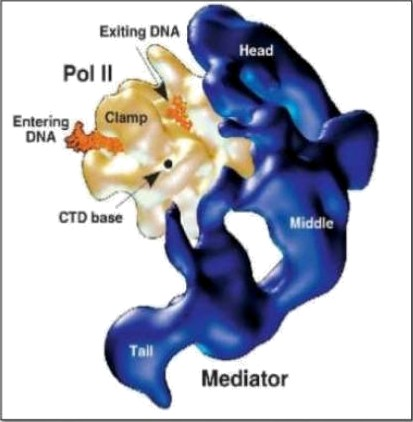 Exiting DNA
Head
Pol II
Clamp
Entering
DNA
CTD base
Middle
Tail
Mediator